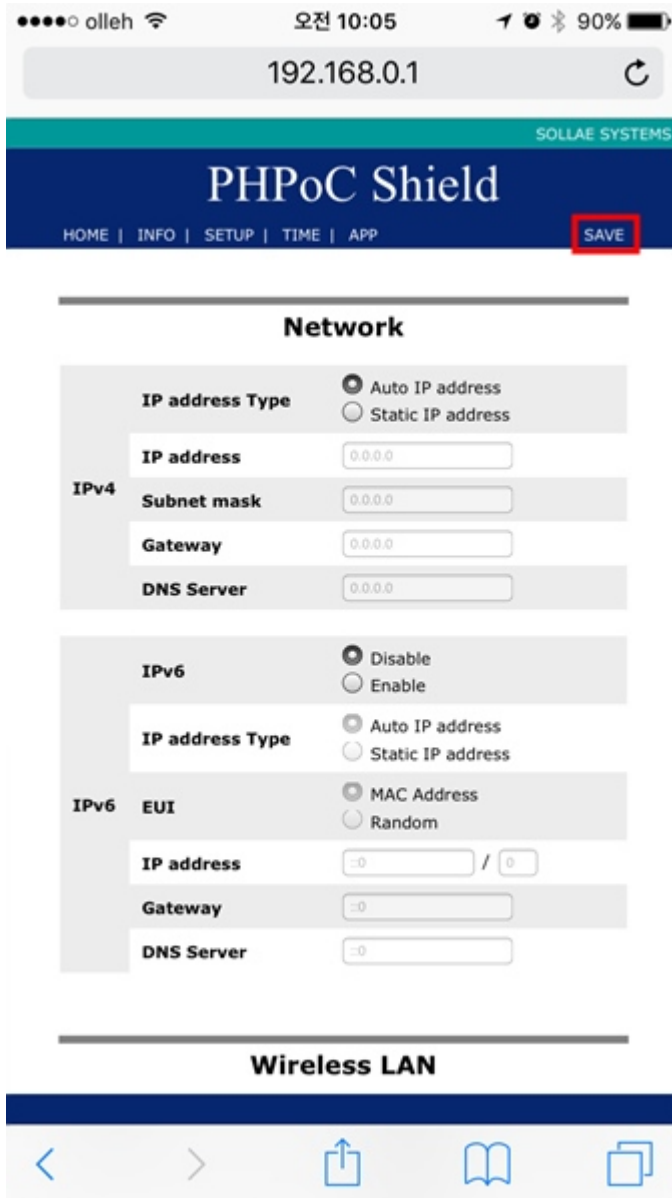 olleh 오전 10:05 90%
192.168.0.1
SOLLAE SYSTEMS
PHPoC Shield
HOME | INFO | SETUP | TIME | APP SAVE
Network
IPv4
IP address Type
Auto IP address
Static IP address
IP address 0.0.0.0
Subnet mask 0.0.0.0
Gateway 0.0.0.0
DNS Server 0.0.0.0
IPv6
IPv6
Disable
Enable
IP address Type
Auto IP address
Static IP address
EUI
MAC Address
Random
IP address ::0 / 0
Gateway ::0
DNS Server ::0
Wireless LAN